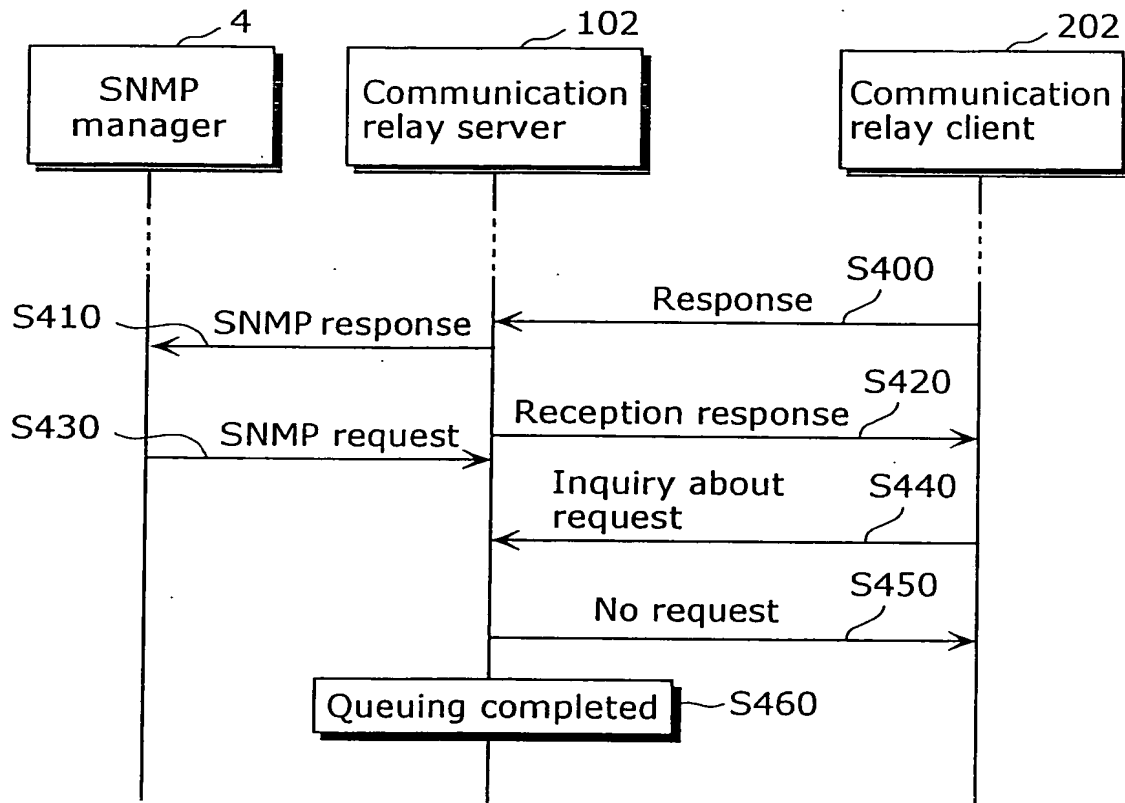 4
102
202
SNMP
manager
Communication
relay server
Communication
relay client
S400
Response
S410
SNMP response
S420
Reception response
S430
SNMP request
Inquiry about
request
S440
S450
No request
Queuing completed
S460